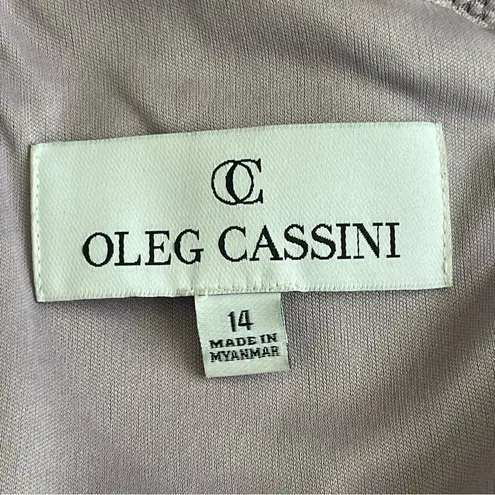 OC
OLEG CASSINI
14
MADE IN
MYANMAR